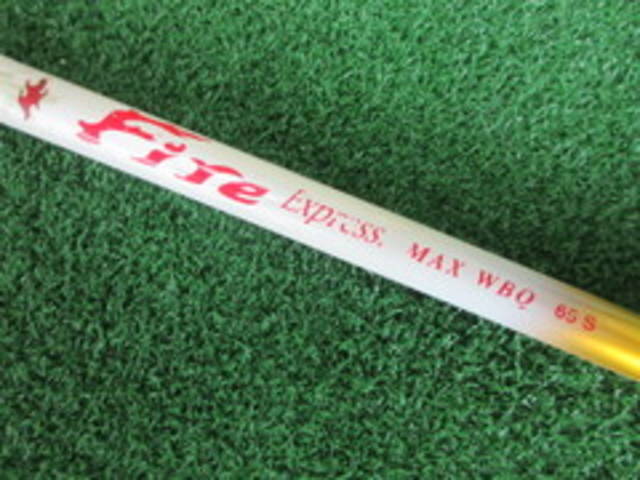 Fire Express. MAX WBQ 65 S